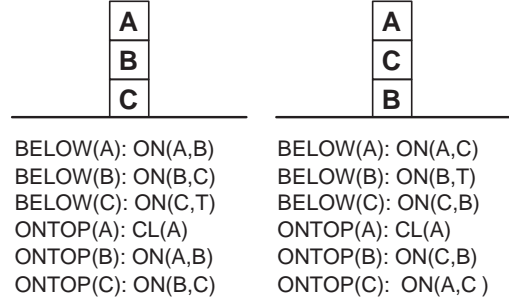 A
B
C
BELOW(A): ON(A,B)
BELOW(B): ON(B,C)
BELOW(C): ON(C,T)
ONTOP(A): CL(A)
ONTOP(B): ON(A,B)
ONTOP(C): ON(B,C)
A
C
B
BELOW(A): ON(A,C)
BELOW(B): ON(B,T)
BELOW(C): ON(C,B)
ONTOP(A): CL(A)
ONTOP(B): ON(C,B)
ONTOP(C): ON(A,C )